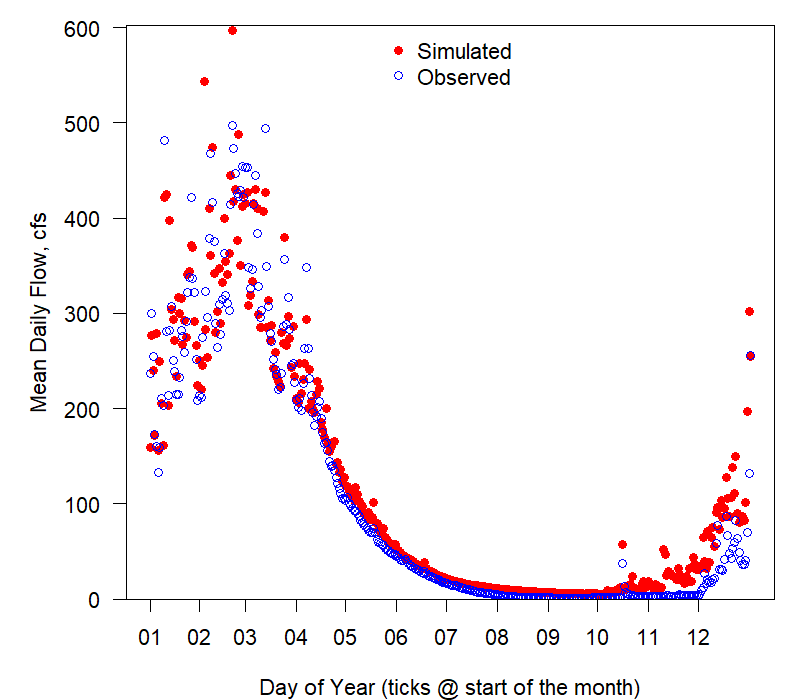 600
500
400
300
200
100
0
Mean Daily Flow, cfs
Simulated
Observed
01 02 03 04 05 06 07 08 09 10 11 12
Day of Year (ticks @ start of the month)